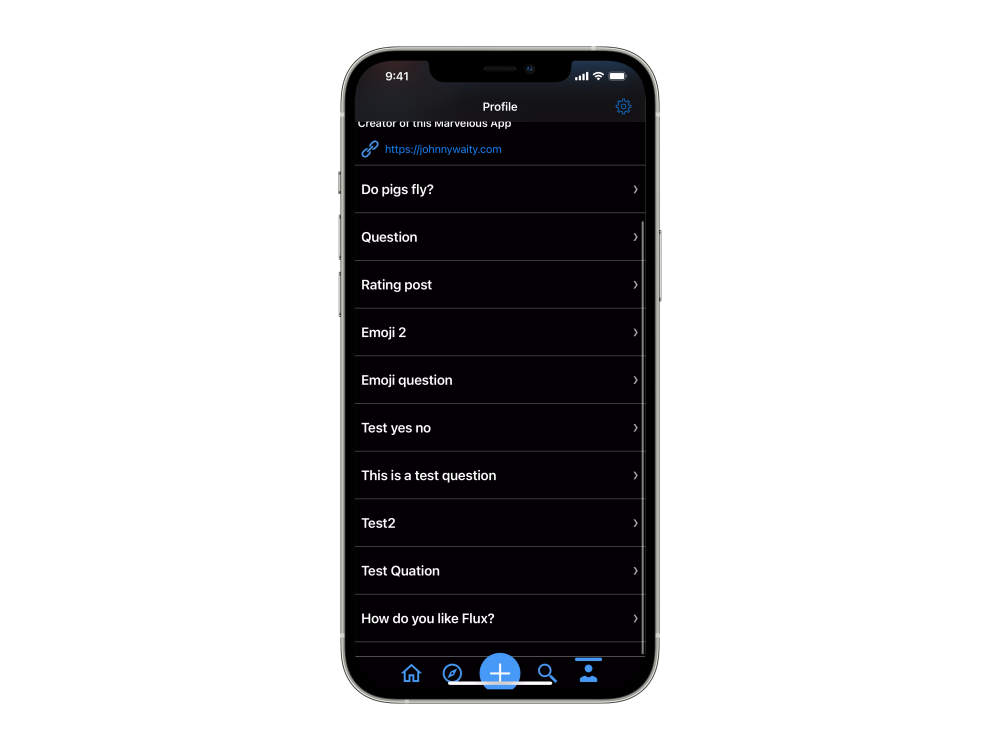 9:41
Profile
Creator of this Marvelous App
https://johnnywaity.com
Do pigs fly?
Question
Rating post
Emoji 2
Emoji question
Test yes no
This is a test question
Test2
Test Quation
How do you like Flux?